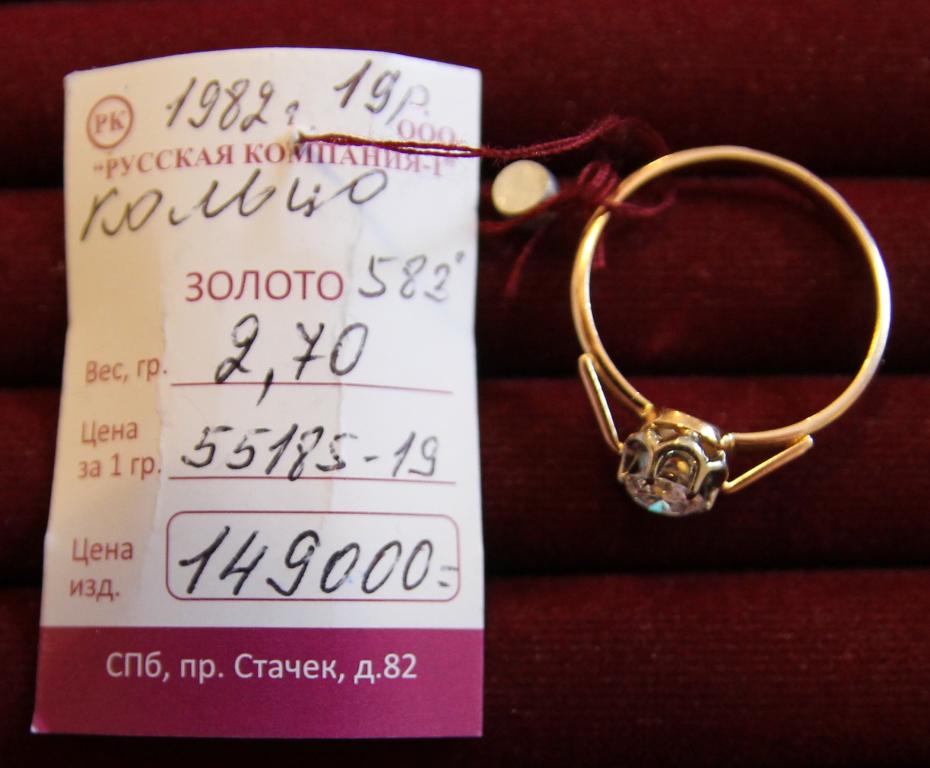 1982 г. 19 р.
РК
ООО
"РУССКАЯ КОМПАНИЯ-1"
кольцо
ЗОЛОТО 583°
Вес, гр. 2,70
Цена
за 1 гр. 55185-19
Цена
изд. 149000=
СПб, пр. Стачек, д.82